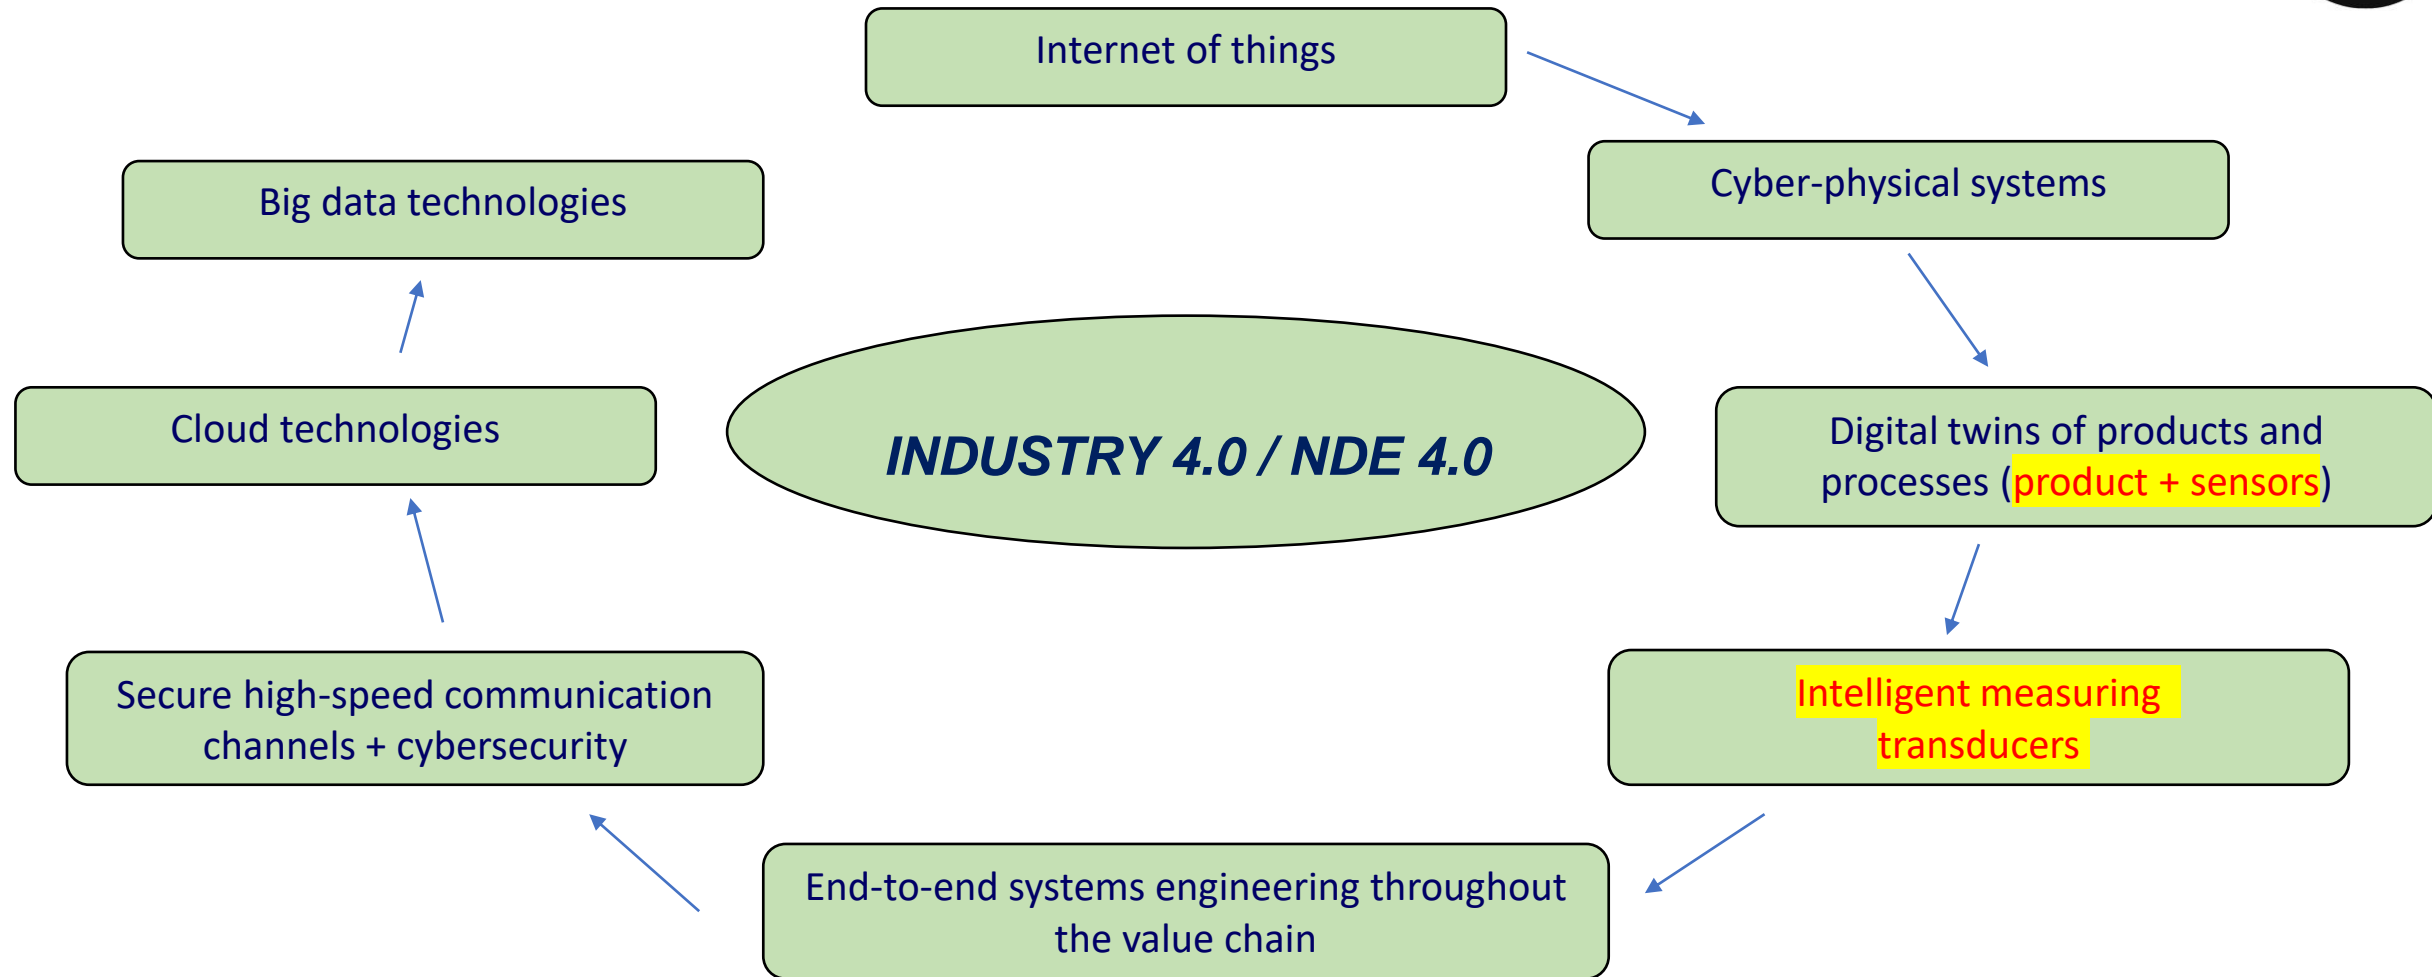 Internet of things
Cyber-physical systems
Big data technologies
Digital twins of products and
processes (product + sensors)
Cloud technologies
INDUSTRY 4.0 / NDE 4.0
Intelligent measuring
transducers
Secure high-speed communication
channels + cybersecurity
End-to-end systems engineering throughout
the value chain